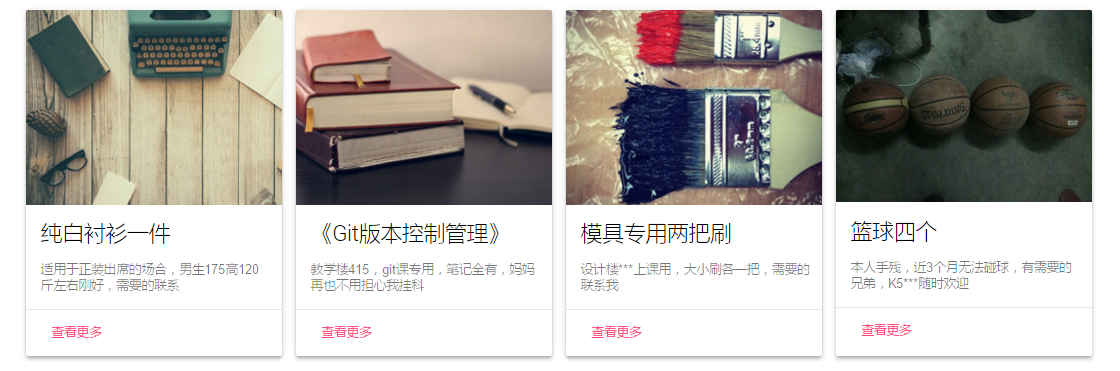 纯白衬衫一件
适用于正装出席的场合，男生175高120
斤左右刚好，需要的联系
查看更多
《Git版本控制管理》
教学楼415，git课专用，笔记全有，妈妈
再也不用担心我挂科
查看更多
模具专用两把刷
设计楼***上课用，大小刷各一把，需要的
联系我
查看更多
SPALDING
篮球四个
本人手残，近3个月无法碰球，有需要的
兄弟，K5***随时欢迎
查看更多